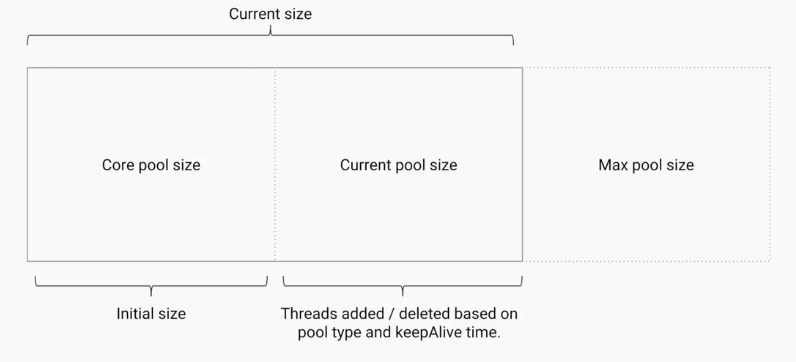 Current size
Core pool size
Current pool size
Max pool size
Initial size
Threads added / deleted based on
pool type and keepAlive time.